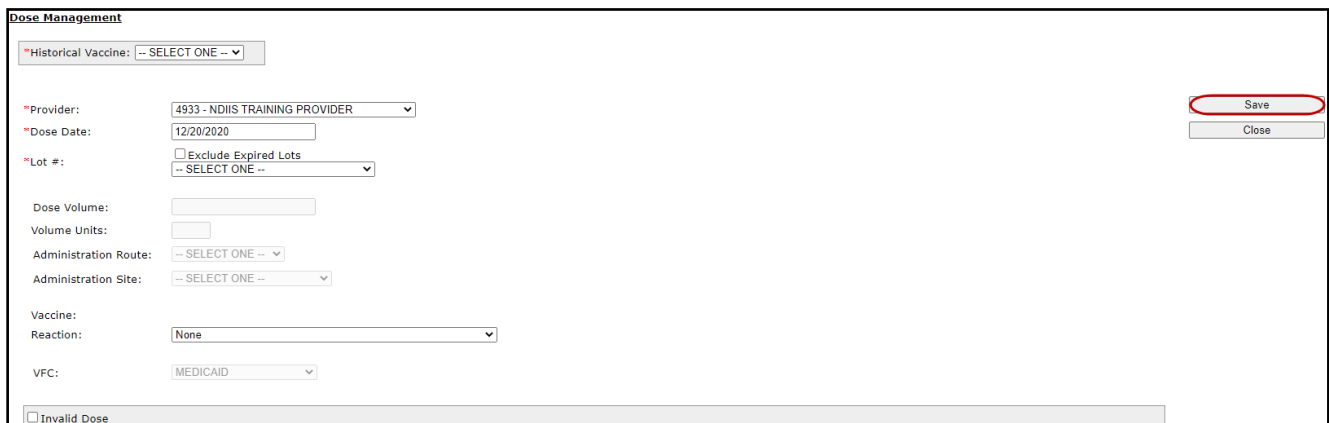 Dose Management
*Historical Vaccine: -- SELECT ONE --
*Provider: 4933 - NDIIS TRAINING PROVIDER
Save
*Dose Date: 12/20/2020
Close
Exclude Expired Lots
*Lot #: -- SELECT ONE --
Dose Volume:
Volume Units:
Administration Route: -- SELECT ONE --
Administration Site: -- SELECT ONE --
Vaccine:
Reaction: None
VFC: MEDICAID
Invalid Dose